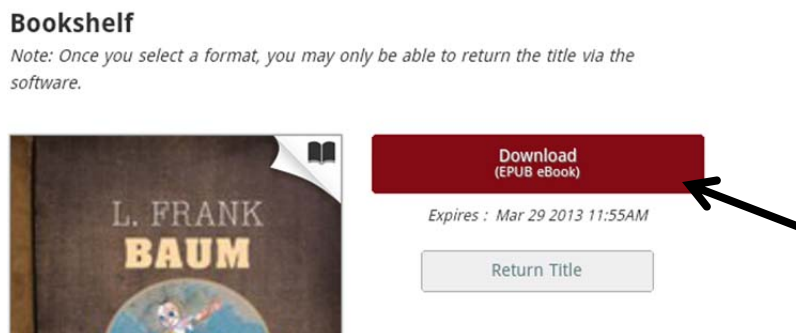 Bookshelf
Note: Once you select a format, you may only be able to return the title via the
software.
L. FRANK
BAUM
Download
(EPUB eBook)
Expires : Mar 29 2013 11:55AM
Return Title